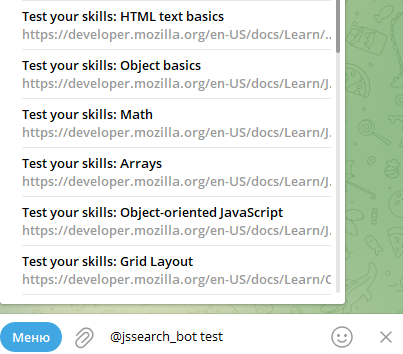 Test your skills: HTML text basics
https://developer.mozilla.org/en-US/docs/Learn/...
Test your skills: Object basics
https://developer.mozilla.org/en-US/docs/Learn/J...
Test your skills: Math
https://developer.mozilla.org/en-US/docs/Learn/J...
Test your skills: Arrays
https://developer.mozilla.org/en-US/docs/Learn/J...
Test your skills: Object-oriented JavaScript
https://developer.mozilla.org/en-US/docs/Learn/J...
Test your skills: Grid Layout
https://developer.mozilla.org/en-US/docs/Learn/C
Меню
@jssearch_bot test